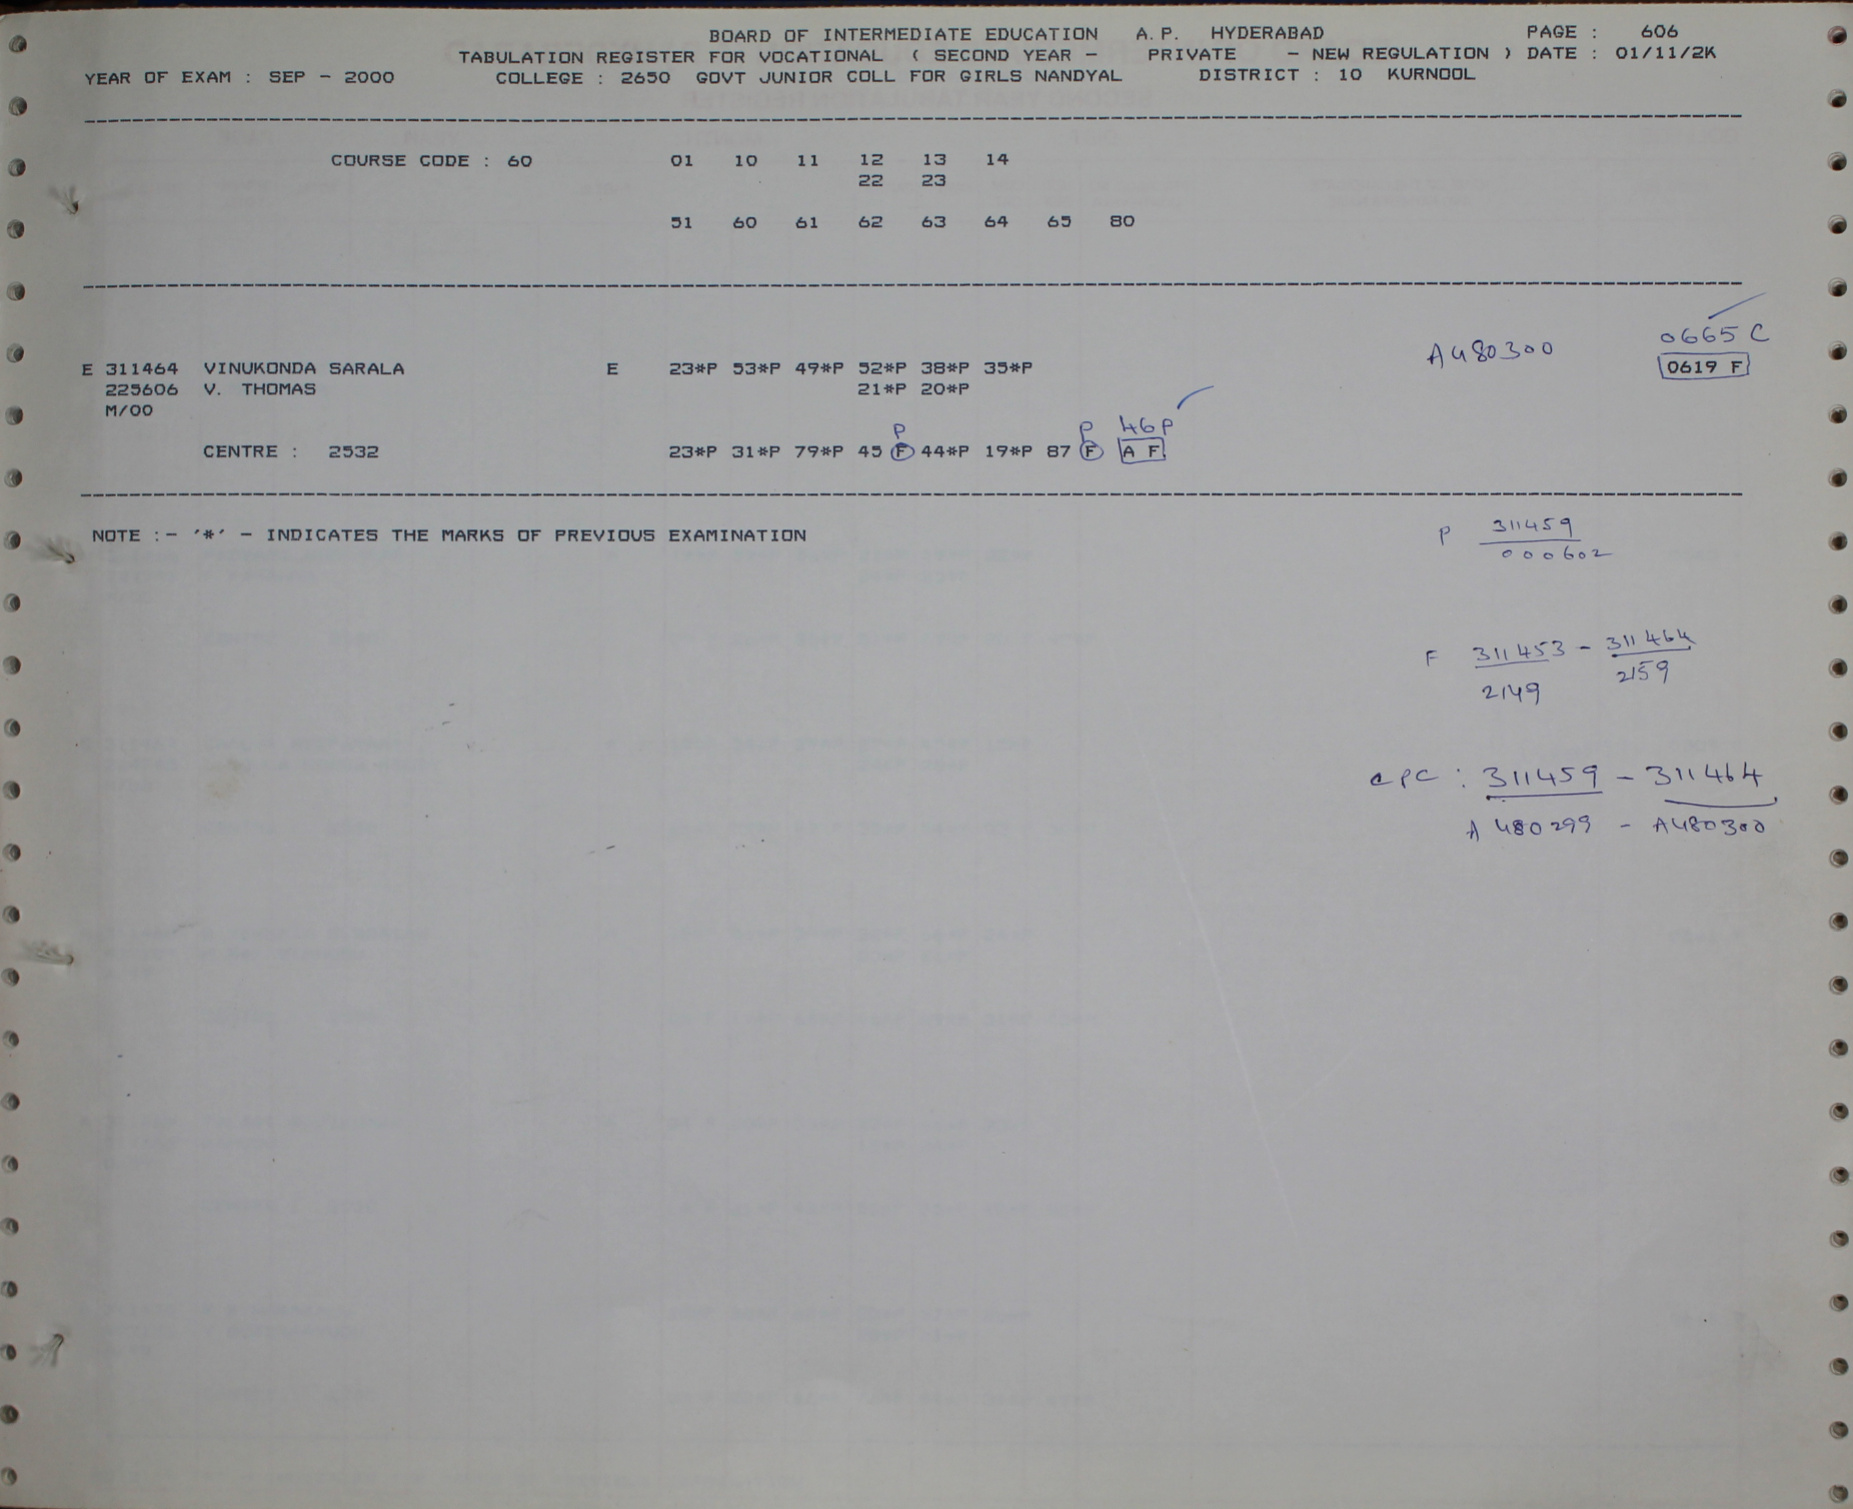 BOARD OF INTERMEDIATE EDUCATION A.P. HYDERABAD PAGE : 606
TABULATION REGISTER FOR VOCATIONAL ( SECOND YEAR - PRIVATE - NEW REGULATION ) DATE : 01/11/2K
YEAR OF EXAM : SEP - 2000 COLLEGE : 2650 GOVT JUNIOR COLL FOR GIRLS NANDYAL DISTRICT : 10 KURNOOL
COURSE CODE : 60 01 10 11 12 13 14
22 23
51 60 61 62 63 64 65 80
A480300 0665 C
E 311464 VINUKONDA SARALA E 23*P 53*P 49*P 52*P 38*P 35*P 0619 F
225606 V. THOMAS 21*P 20*P
M/00
P P 46P
CENTRE : 2532 23*P 31*P 79*P 45 F 44*P 19*P 87 F A F
NOTE :- '*' - INDICATES THE MARKS OF PREVIOUS EXAMINATION
P 311459
000602
F 311453 - 311464
2149 2159
CPC : 311459 - 311464
A 480299 - A480300